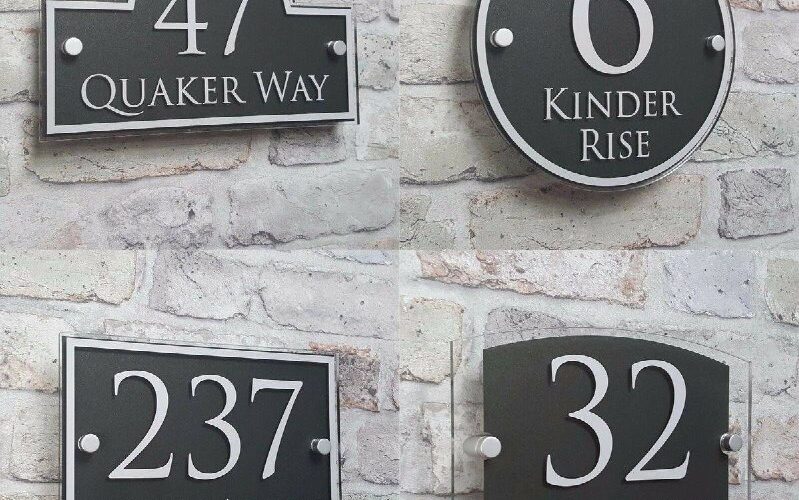 47
QUAKER WAY
6
KINDER
RISE
237
32